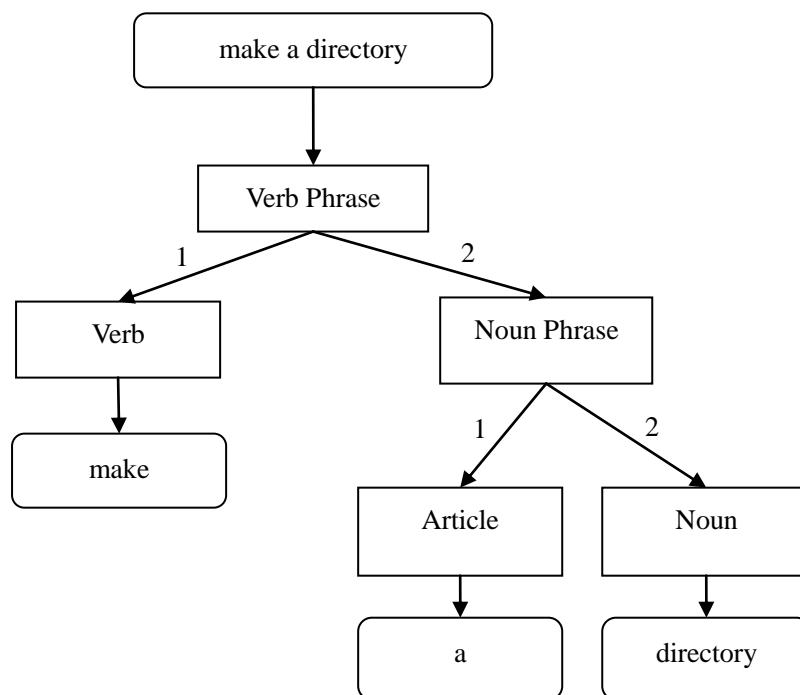 make a directory
Verb Phrase
1
2
Verb
Noun Phrase
make
1
2
Article
Noun
a
directory